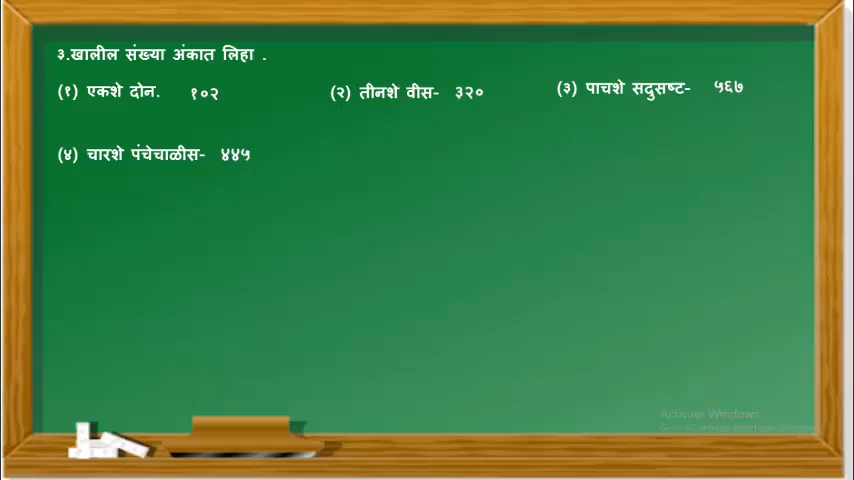 ३.खालील संख्या अंकात लिहा .
(१) एकशे दोन. १०२ (२) तीनशे वीस- ३२० (३) पाचशे सदुसष्ट- ५६७
(४) चारशे पंचेचाळीस- ४४५
Activate Windows